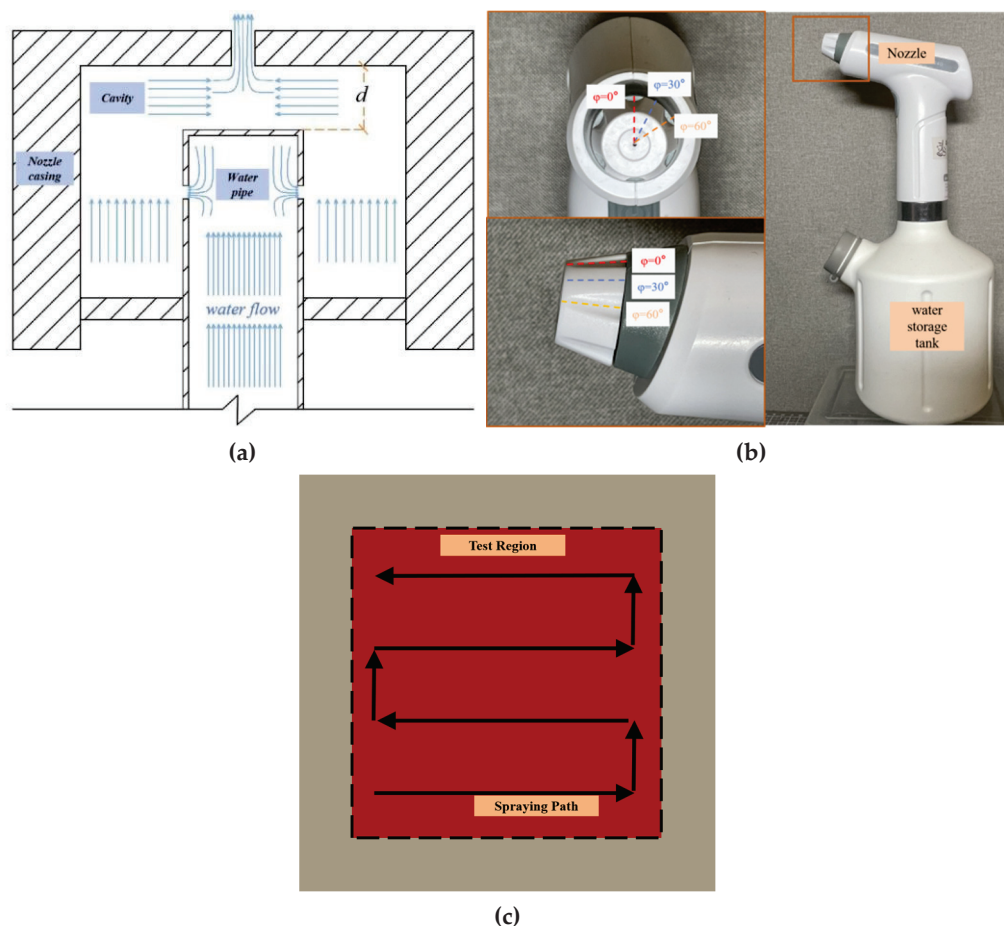 Cavity
d
Nozzle
casing
Water
pipe
water flow
(a)
φ=0°
φ=30°
φ=60°
φ=0°
φ=30°
φ=60°
Nozzle
water
storage
tank
(b)
Test Region
Spraying Path
(c)